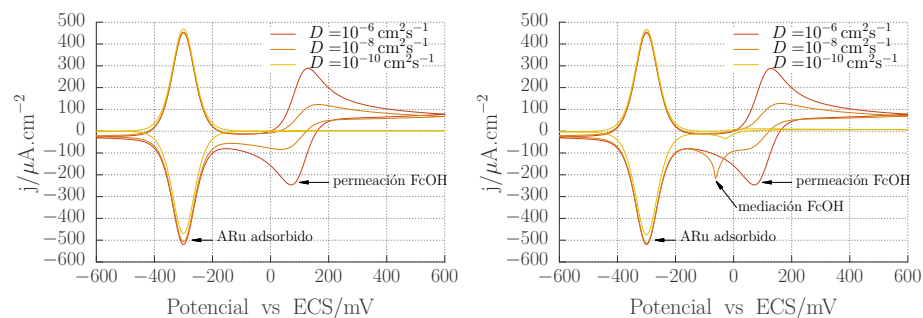 500
400
300
200
100
0
−100
−200
−300
−400
−500
−600
−600 −400 −200 0 200 400 600
j/μA.cm−2
Potencial vs ECS/mV
D = 10−6 cm2s−1
D =10−8 cm2s−1
D =10−10 cm2s−1
permeación FcOH
ARu adsorbido
500
400
300
200
100
0
−100
−200
−300
−400
−500
−600
−600 −400 −200 0 200 400 600
j/μA.cm−2
Potencial vs ECS/mV
D = 10−6 cm2s−1
D =10−8 cm2s−1
D =10−10 cm2s−1
permeación FcOH
mediación FcOH
ARu adsorbido